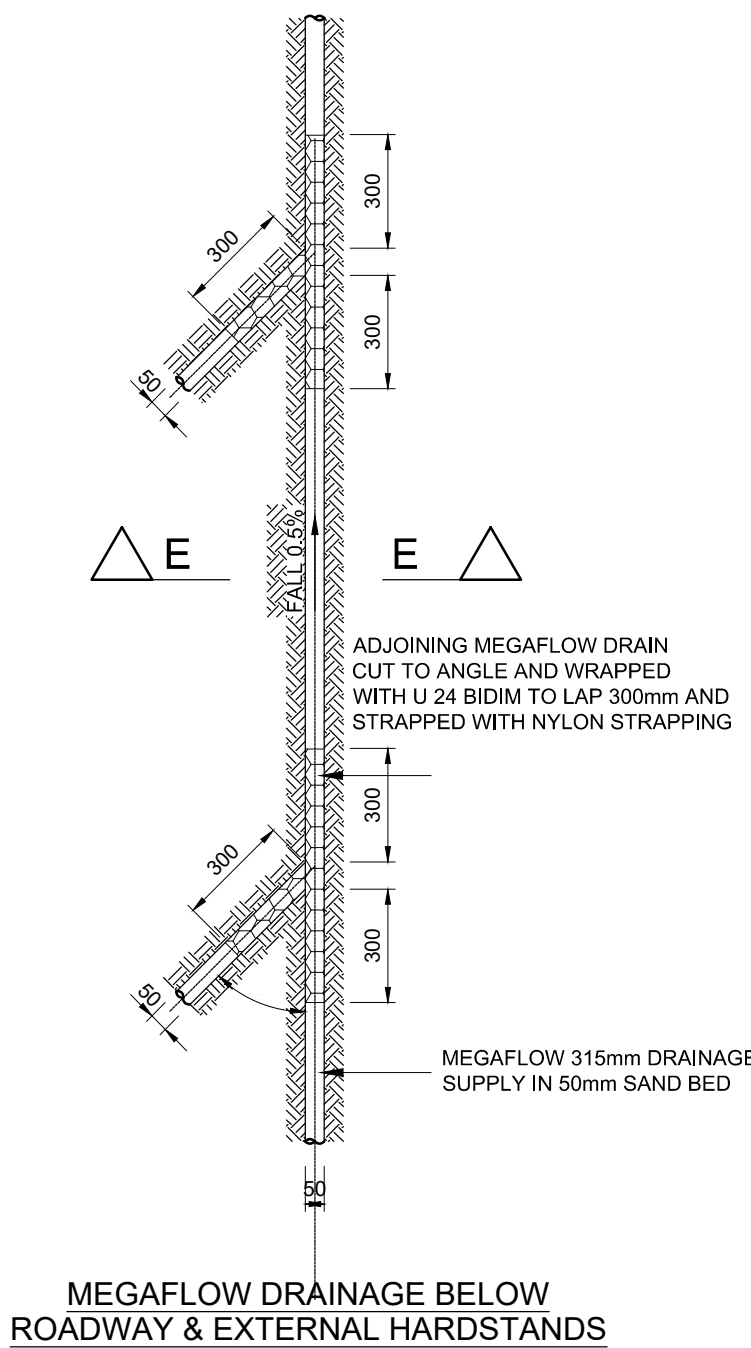 300
300
300
50
E
E
FALL 0.5%
ADJOINING MEGAFLOW DRAIN
CUT TO ANGLE AND WRAPPED
WITH U 24 BIDIM TO LAP 300mm AND
STRAPPED WITH NYLON STRAPPING
300
300
300
50
MEGAFLOW 315mm DRAINAGE
SUPPLY IN 50mm SAND BED
50
MEGAFLOW DRAINAGE BELOW
ROADWAY & EXTERNAL HARDSTANDS